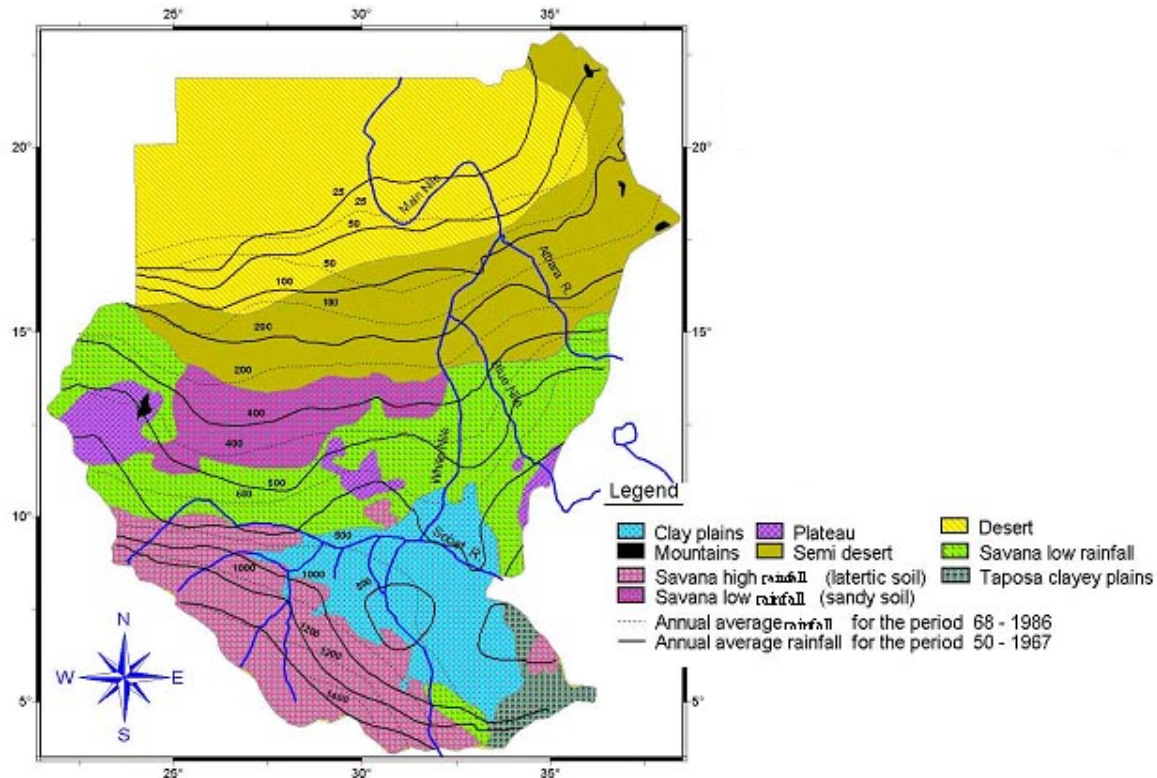 25° 30° 35°
20° 20°
25
25
Main Nile
50
50
Atbara R.
100
100
15° 15°
200
200
Blue Nile
400
400
White Nile
500
600
Legend
10° 10°
Clay plains Plateau Desert
Mountains Semi desert Savana low rainfall
Savana high rainfall (latertic soil) Taposa clayey plains
Savana low rainfall (sandy soil)
Annual average rainfall for the period 68 - 1986
Annual average rainfall for the period 50 - 1967
Sobat R.
1000
1000
1200
N
W E
S
5° 5°
25° 30° 35°